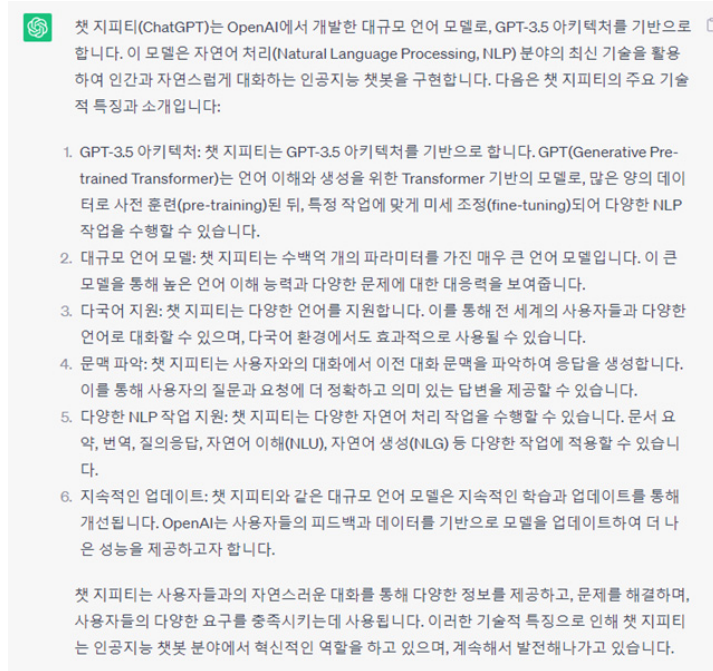 챗 지피티(ChatGPT)는 OpenAI에서 개발한 대규모 언어 모델로, GPT-3.5 아키텍처를 기반으로
합니다. 이 모델은 자연어 처리(Natural Language Processing, NLP) 분야의 최신 기술을 활용
하여 인간과 자연스럽게 대화하는 인공지능 챗봇을 구현합니다. 다음은 챗 지피티의 주요 기술
적 특징과 소개입니다:
1. GPT-3.5 아키텍처: 챗 지피티는 GPT-3.5 아키텍처를 기반으로 합니다. GPT(Generative Pre-
trained Transformer)는 언어 이해와 생성을 위한 Transformer 기반의 모델로, 많은 양의 데이
터로 사전 훈련(pre-training)된 뒤, 특정 작업에 맞게 미세 조정(fine-tuning)되어 다양한 NLP
작업을 수행할 수 있습니다.
2. 대규모 언어 모델: 챗 지피티는 수백억 개의 파라미터를 가진 매우 큰 언어 모델입니다. 이 큰
모델을 통해 높은 언어 이해 능력과 다양한 문제에 대한 대응력을 보여줍니다.
3. 다국어 지원: 챗 지피티는 다양한 언어를 지원합니다. 이를 통해 전 세계의 사용자들과 다양한
언어로 대화할 수 있으며, 다국어 환경에서도 효과적으로 사용될 수 있습니다.
4. 문맥 파악: 챗 지피티는 사용자와의 대화에서 이전 대화 문맥을 파악하여 응답을 생성합니다.
이를 통해 사용자의 질문과 요청에 더 정확하고 의미 있는 답변을 제공할 수 있습니다.
5. 다양한 NLP 작업 지원: 챗 지피티는 다양한 자연어 처리 작업을 수행할 수 있습니다. 문서 요
약, 번역, 질의응답, 자연어 이해(NLU), 자연어 생성(NLG) 등 다양한 작업에 적용할 수 있습니
다.
6. 지속적인 업데이트: 챗 지피티와 같은 대규모 언어 모델은 지속적인 학습과 업데이트를 통해
개선됩니다. OpenAI는 사용자들의 피드백과 데이터를 기반으로 모델을 업데이트하여 더 나
은 성능을 제공하고자 합니다.
챗 지피티는 사용자들과의 자연스러운 대화를 통해 다양한 정보를 제공하고, 문제를 해결하며,
사용자들의 다양한 요구를 충족시키는데 사용됩니다. 이러한 기술적 특징으로 인해 챗 지피티
는 인공지능 챗봇 분야에서 혁신적인 역할을 하고 있으며, 계속해서 발전해나가고 있습니다.